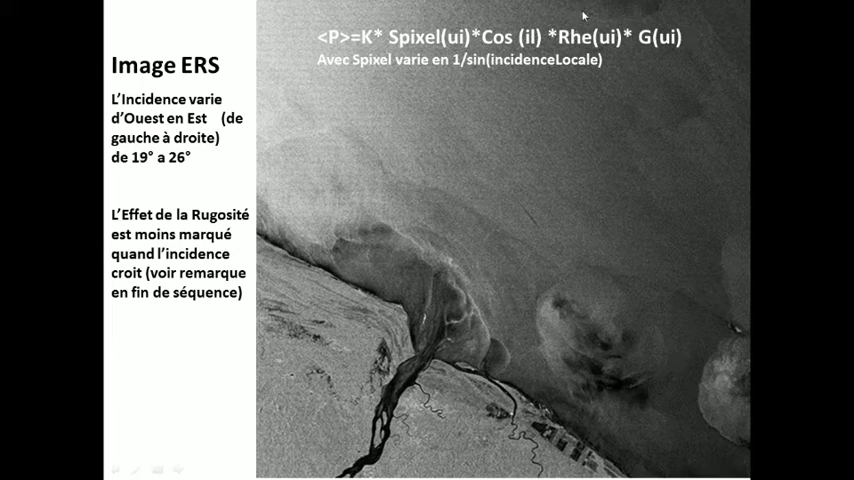 <P>=K* Spixel(ui)*Cos (il) *Rhe(ui)* G(ui)
Avec Spixel varie en 1/sin(incidenceLocale)
Image ERS
L'Incidence varie
d'Ouest en Est (de
gauche à droite)
de 19° a 26°
L'Effet de la Rugosité
est moins marqué
quand l'incidence
croit (voir remarque
en fin de séquence)